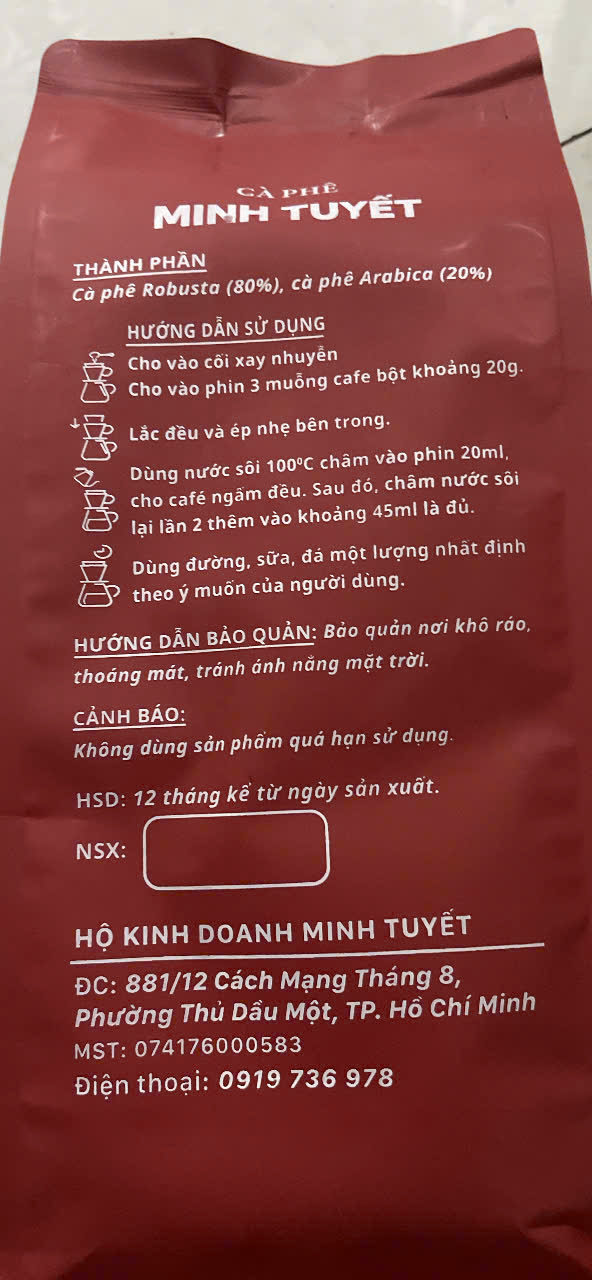 CÀ PHÊ
MINH TUYẾT
THÀNH PHẦN
Cà phê Robusta (80%), cà phê Arabica (20%)
HƯỚNG DẪN SỬ DỤNG
Cho vào cối xay nhuyễn
Cho vào phin 3 muỗng cafe bột khoảng 20g.
Lắc đều và ép nhẹ bên trong.
Dùng nước sôi 100ºC châm vào phin 20ml,
cho café ngấm đều. Sau đó, châm nước sôi
lại lần 2 thêm vào khoảng 45ml là đủ.
Dùng đường, sữa, đá một lượng nhất định
theo ý muốn của người dùng.
HƯỚNG DẪN BẢO QUẢN: Bảo quản nơi khô ráo,
thoáng mát, tránh ánh nắng mặt trời.
CẢNH BÁO:
Không dùng sản phẩm quá hạn sử dụng.
HSD: 12 tháng kể từ ngày sản xuất.
NSX:
HỘ KINH DOANH MINH TUYẾT
ĐC: 881/12 Cách Mạng Tháng 8,
Phường Thủ Dầu Một, TP. Hồ Chí Minh
MST: 074176000583
Điện thoại: 0919 736 978